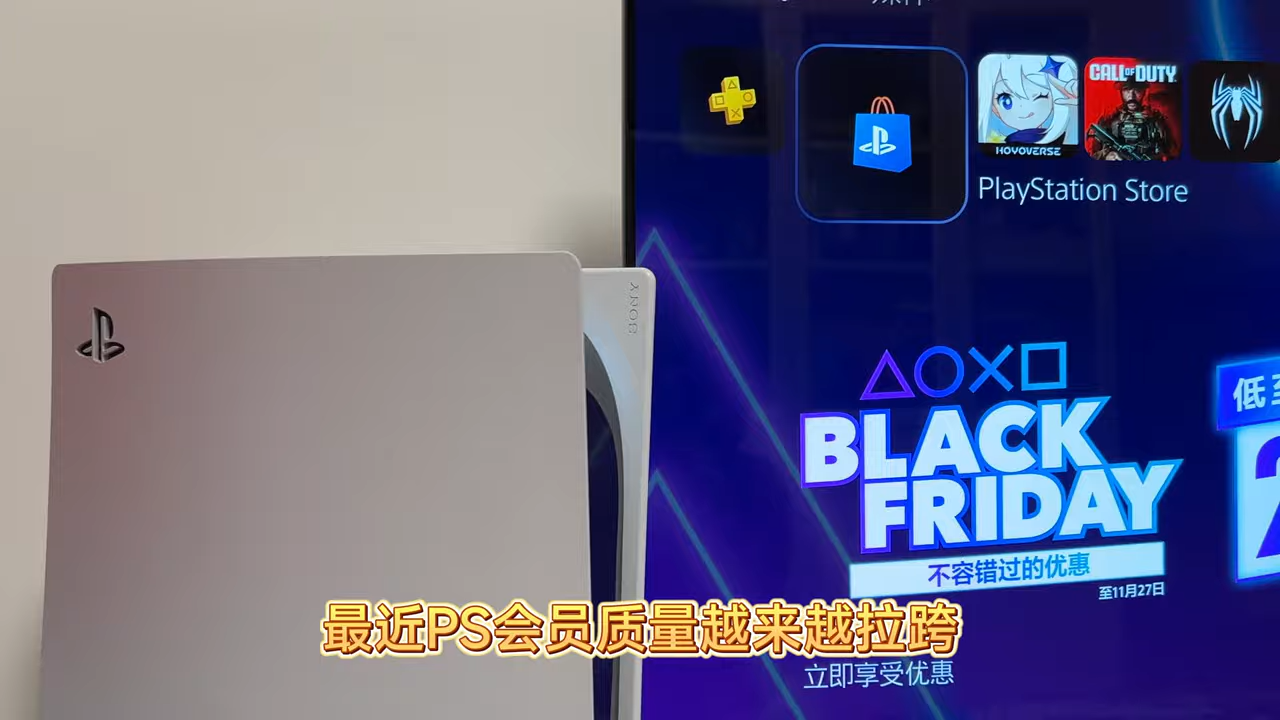 CALL OF DUTY
HOYOVERSE
PlayStation Store
SONY
BLACK
FRIDAY
低至
不容错过的优惠
至11月27日
最近PS会员质量越来越拉跨
立即享受优惠